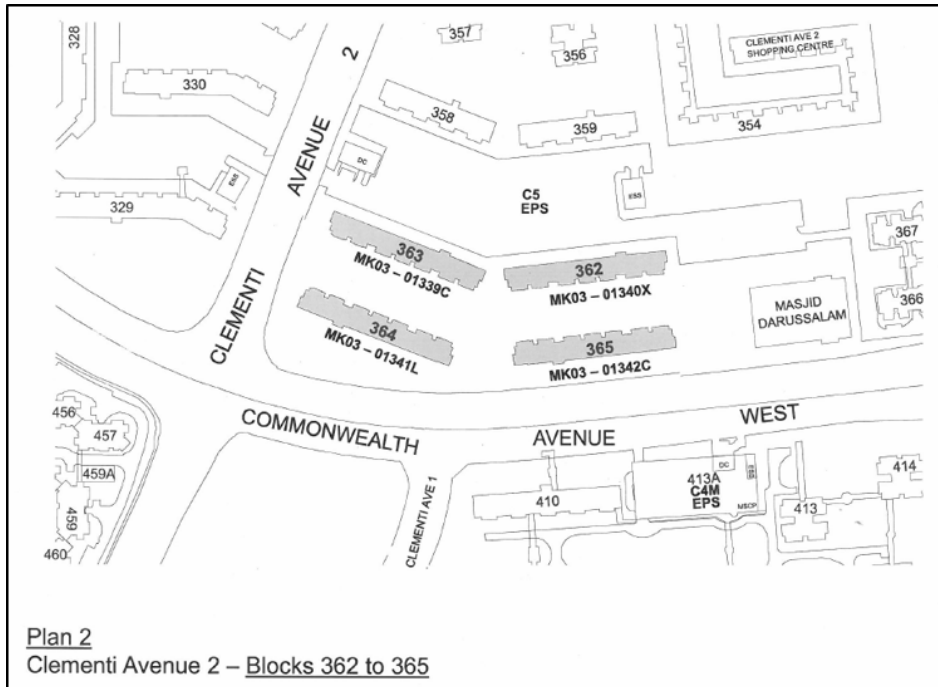 328
330
2
357
356
CLEMENTI AVE 2
SHOPPING CENTRE
358
359
354
DC
AVENUE
ESS
C5
EPS
ESS
329
363
MK03 – 01339C
362
MK03 – 01340X
367
366
MASJID
DARUSSALAM
CLEMENTI
364
MK03 – 01341L
365
MK03 – 01342C
COMMONWEALTH
AVENUE
WEST
456
457
459A
459
460
CLEMENTI AVE 1
410
DC
ESS
413A
C4M
EPS
MSCP
413
414
Plan 2
Clementi Avenue 2 – Blocks 362 to 365